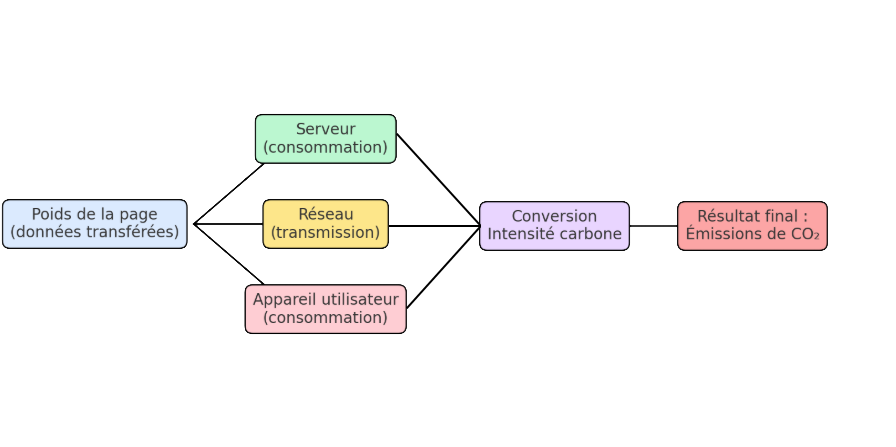 Poids de la page
(données transférées)
Serveur
(consommation)
Réseau
(transmission)
Appareil utilisateur
(consommation)
Conversion
Intensité carbone
Résultat final :
Émissions de CO₂